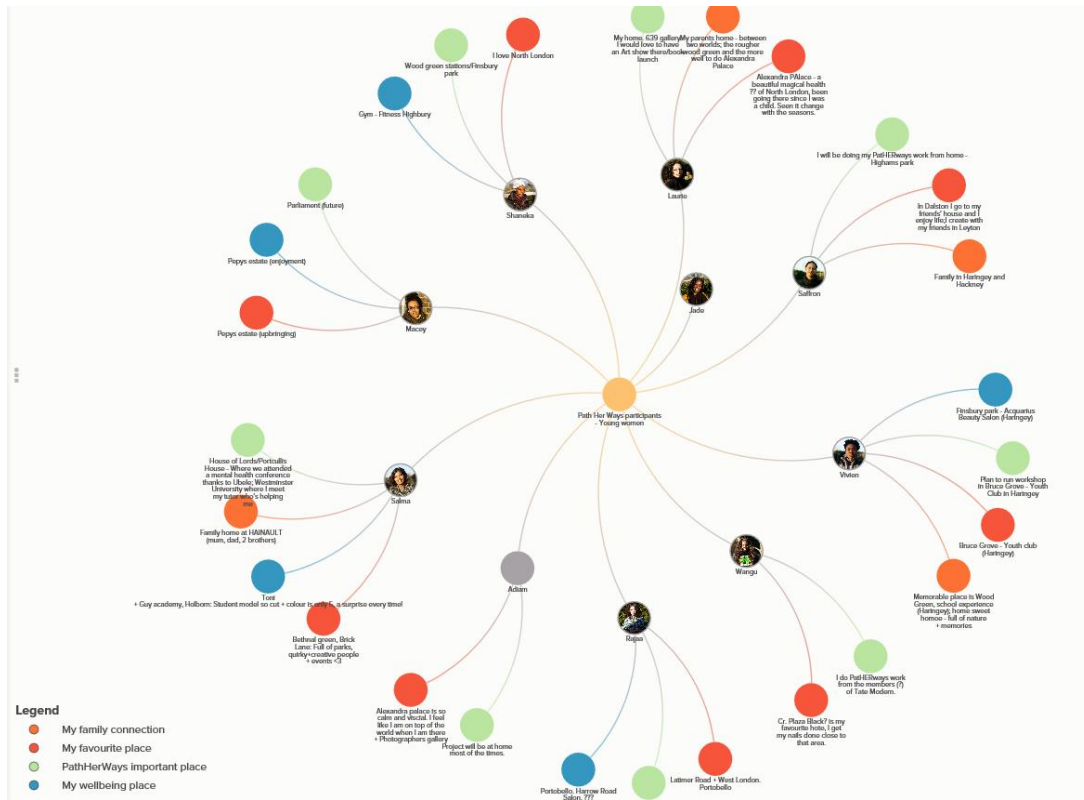 I love North London
Wood green stations/Finsbury
park
Gym - Fitness Highbury
Shaneka
My home, 639 gallery
I would love to have
an Art show there/book
launch
My parents home - between
two worlds; the rougher
wood green and the more
well to do Alexandra
Palace
Alexandra PAlace - a
beautiful magical health
?? of North London, been
going there since I was
a child. Seen it change
with the seasons.
Laurie
I will be doing my PatHERways work from home -
Highams park
In Dalston I go to my
friends' house and I
enjoy life;I create with
my friends in Leyton
Family in Haringey and
Hackney
Saffron
Jade
Parliament (future)
Pepys estate (enjoyment)
Pepys estate (upbringing)
Macey
Path Her Ways participants
- Young women
Finsbury park - Acquarius
Beauty Salon (Haringey)
Plan to run workshop
in Bruce Grove - Youth
Club in Haringey
Bruce Grove - Youth club
(Haringey)
Memorable place is Wood
Green, school experience
(Haringey); home sweet
homoe - full of nature
+ memories
Vivien
House of Lords/Portcullis
House - Where we attended
a mental health conference
thanks to Ubele; Westminster
University where I meet
my tutor who's helping
me
Family home at HAINAULT
(mum, dad, 2 brothers)
Toni
+ Guy academy, Holborn: Student model so cut + colour is only 5, a surprise every time!
Bethnal green, Brick
Lane: Full of parks,
quirky+creative people
+ events <3
Salma
Adiam
Alexandra palace is so
calm and viscial. I feel
like I am on top of the
world when I am there
+ Photographers gallery
Project will be at home
most of the times.
Rajaa
Portobello, Harrow Road
Salon. ???
Latimer Road + West London.
Portobello
Wangu
I do PatHERways work
from the members (?)
of Tate Modern.
Cr. Plaza Black? is my
favourite hote, I get
my nails done close to
that area.
Legend
My family connection
My favourite place
PathHerWays important place
My wellbeing place